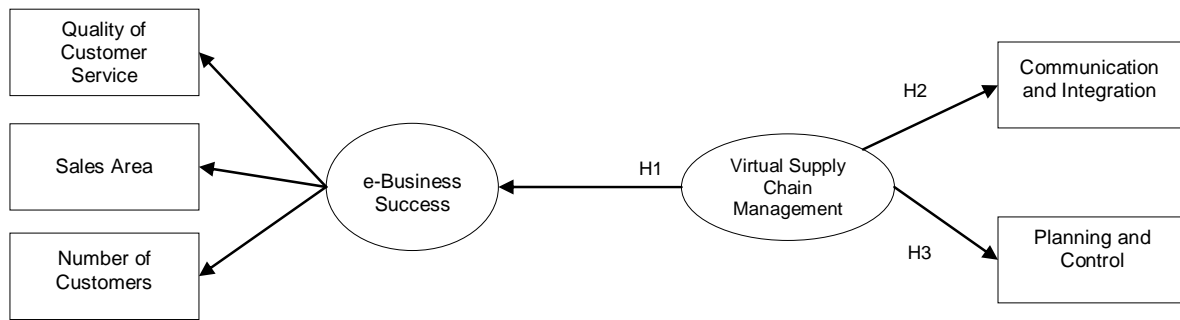 Quality of
Customer
Service
Sales Area
Number of
Customers
e-Business
Success
H1
Virtual Supply
Chain
Management
H2
H3
Communication
and Integration
Planning and
Control